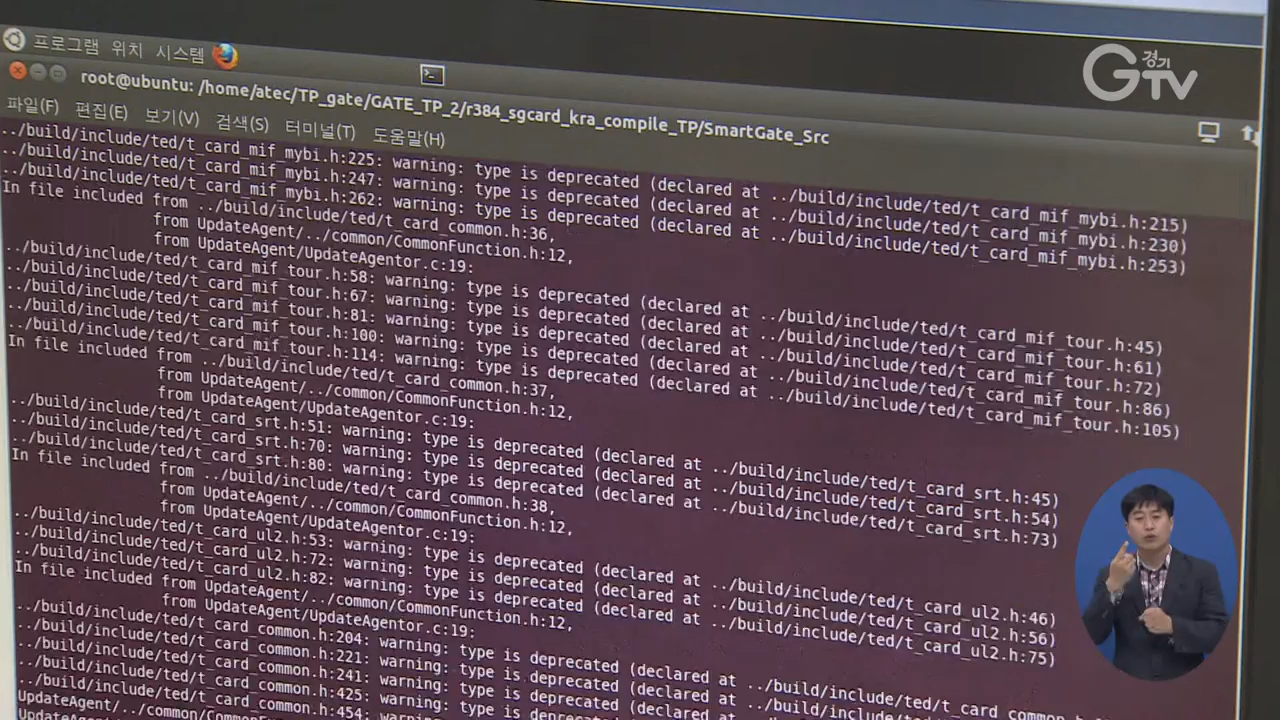 프로그램 위치 시스템
경기
GTV
root@ubuntu: /home/atec/TP_gate/GATE_TP_2/r384_sgcard_kra_compile_TP/SmartGate_Src
파일(F) 편집(E) 보기(V) 검색(S) 터미널(T) 도움말(H)
../build/include/ted/t_card_mif_mybi.h:225: warning: type is deprecated (declared at ../build/include/ted/t_card_mif_mybi.h:215)
../build/include/ted/t_card_mif_mybi.h:247: warning: type is deprecated (declared at ../build/include/ted/t_card_mif_mybi.h:230)
../build/include/ted/t_card_mif_mybi.h:262: warning: type is deprecated (declared at ../build/include/ted/t_card_mif_mybi.h:253)
In file included from ../build/include/ted/t_card_common.h:36,
from UpdateAgent/../common/CommonFunction.h:12,
from UpdateAgent/UpdateAgentor.c:19:
../build/include/ted/t_card_mif_tour.h:58: warning: type is deprecated (declared at ../build/include/ted/t_card_mif_tour.h:45)
../build/include/ted/t_card_mif_tour.h:67: warning: type is deprecated (declared at ../build/include/ted/t_card_mif_tour.h:61)
../build/include/ted/t_card_mif_tour.h:81: warning: type is deprecated (declared at ../build/include/ted/t_card_mif_tour.h:72)
../build/include/ted/t_card_mif_tour.h:100: warning: type is deprecated (declared at ../build/include/ted/t_card_mif_tour.h:86)
../build/include/ted/t_card_mif_tour.h:114: warning: type is deprecated (declared at ../build/include/ted/t_card_mif_tour.h:105)
In file included from ../build/include/ted/t_card_common.h:37,
from UpdateAgent/../common/CommonFunction.h:12,
from UpdateAgent/UpdateAgentor.c:19:
../build/include/ted/t_card_srt.h:51: warning: type is deprecated (declared at ../build/include/ted/t_card_srt.h:45)
../build/include/ted/t_card_srt.h:70: warning: type is deprecated (declared at ../build/include/ted/t_card_srt.h:54)
../build/include/ted/t_card_srt.h:80: warning: type is deprecated (declared at ../build/include/ted/t_card_srt.h:73)
In file included from ../build/include/ted/t_card_common.h:38,
from UpdateAgent/../common/CommonFunction.h:12,
from UpdateAgent/UpdateAgentor.c:19:
../build/include/ted/t_card_ul2.h:53: warning: type is deprecated (declared at ../build/include/ted/t_card_ul2.h:46)
../build/include/ted/t_card_ul2.h:72: warning: type is deprecated (declared at ../build/include/ted/t_card_ul2.h:56)
../build/include/ted/t_card_ul2.h:82: warning: type is deprecated (declared at ../build/include/ted/t_card_ul2.h:75)
In file included from UpdateAgent/../common/CommonFunction.h:12,
from UpdateAgent/UpdateAgentor.c:19:
../build/include/ted/t_card_common.h:204: warning: type is deprecated (declared at ../build/include/ted/t_card_common
../build/include/ted/t_card_common.h:221: warning: type is deprecated (declared at
../build/include/ted/t_card_common.h:241: warning: type is deprecated (declared
../build/include/ted/t_card_common.h:425: warning: type is deprecated
../build/include/ted/t_card_common.h:454: warning: type is
UpdateAgent/../common/